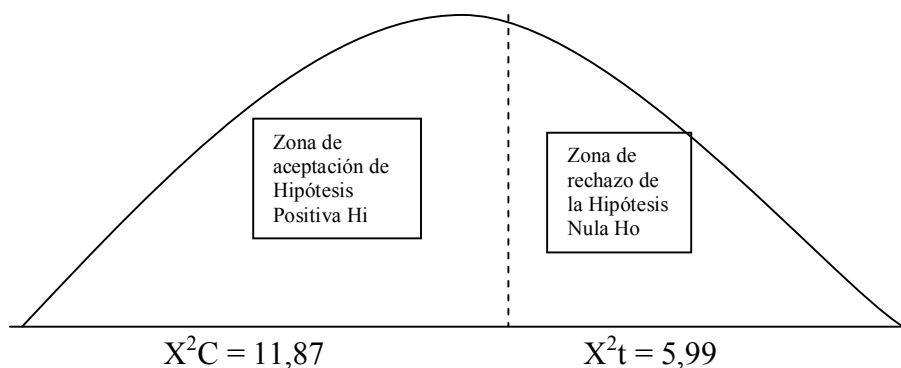 Zona de
aceptación de
Hipótesis
Positiva Hi
Zona de
rechazo de
la Hipótesis
Nula Ho
X²C = 11,87
X²t = 5,99